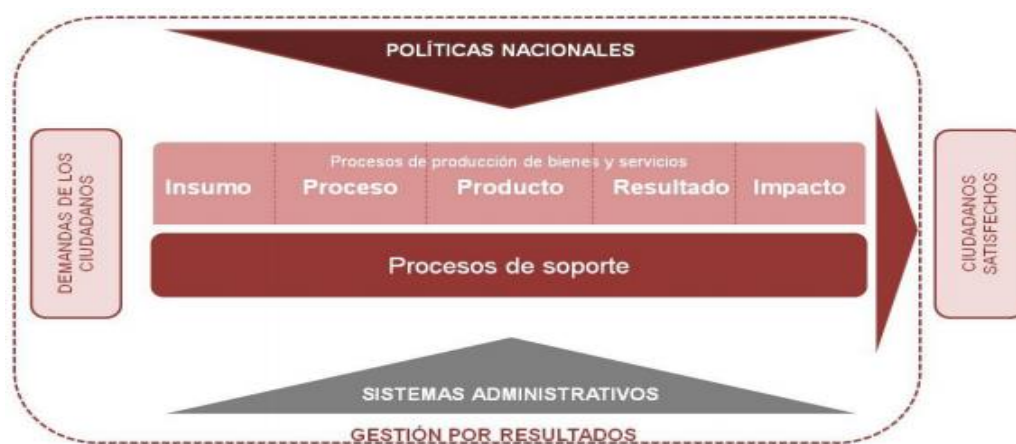 POLÍTICAS NACIONALES
DEMANDAS DE LOS
CIUDADANOS
Procesos de producción de bienes y servicios
Insumo Proceso Producto Resultado Impacto
Procesos de soporte
CIUDADANOS
SATISFECHOS
SISTEMAS ADMINISTRATIVOS
GESTIÓN POR RESULTADOS